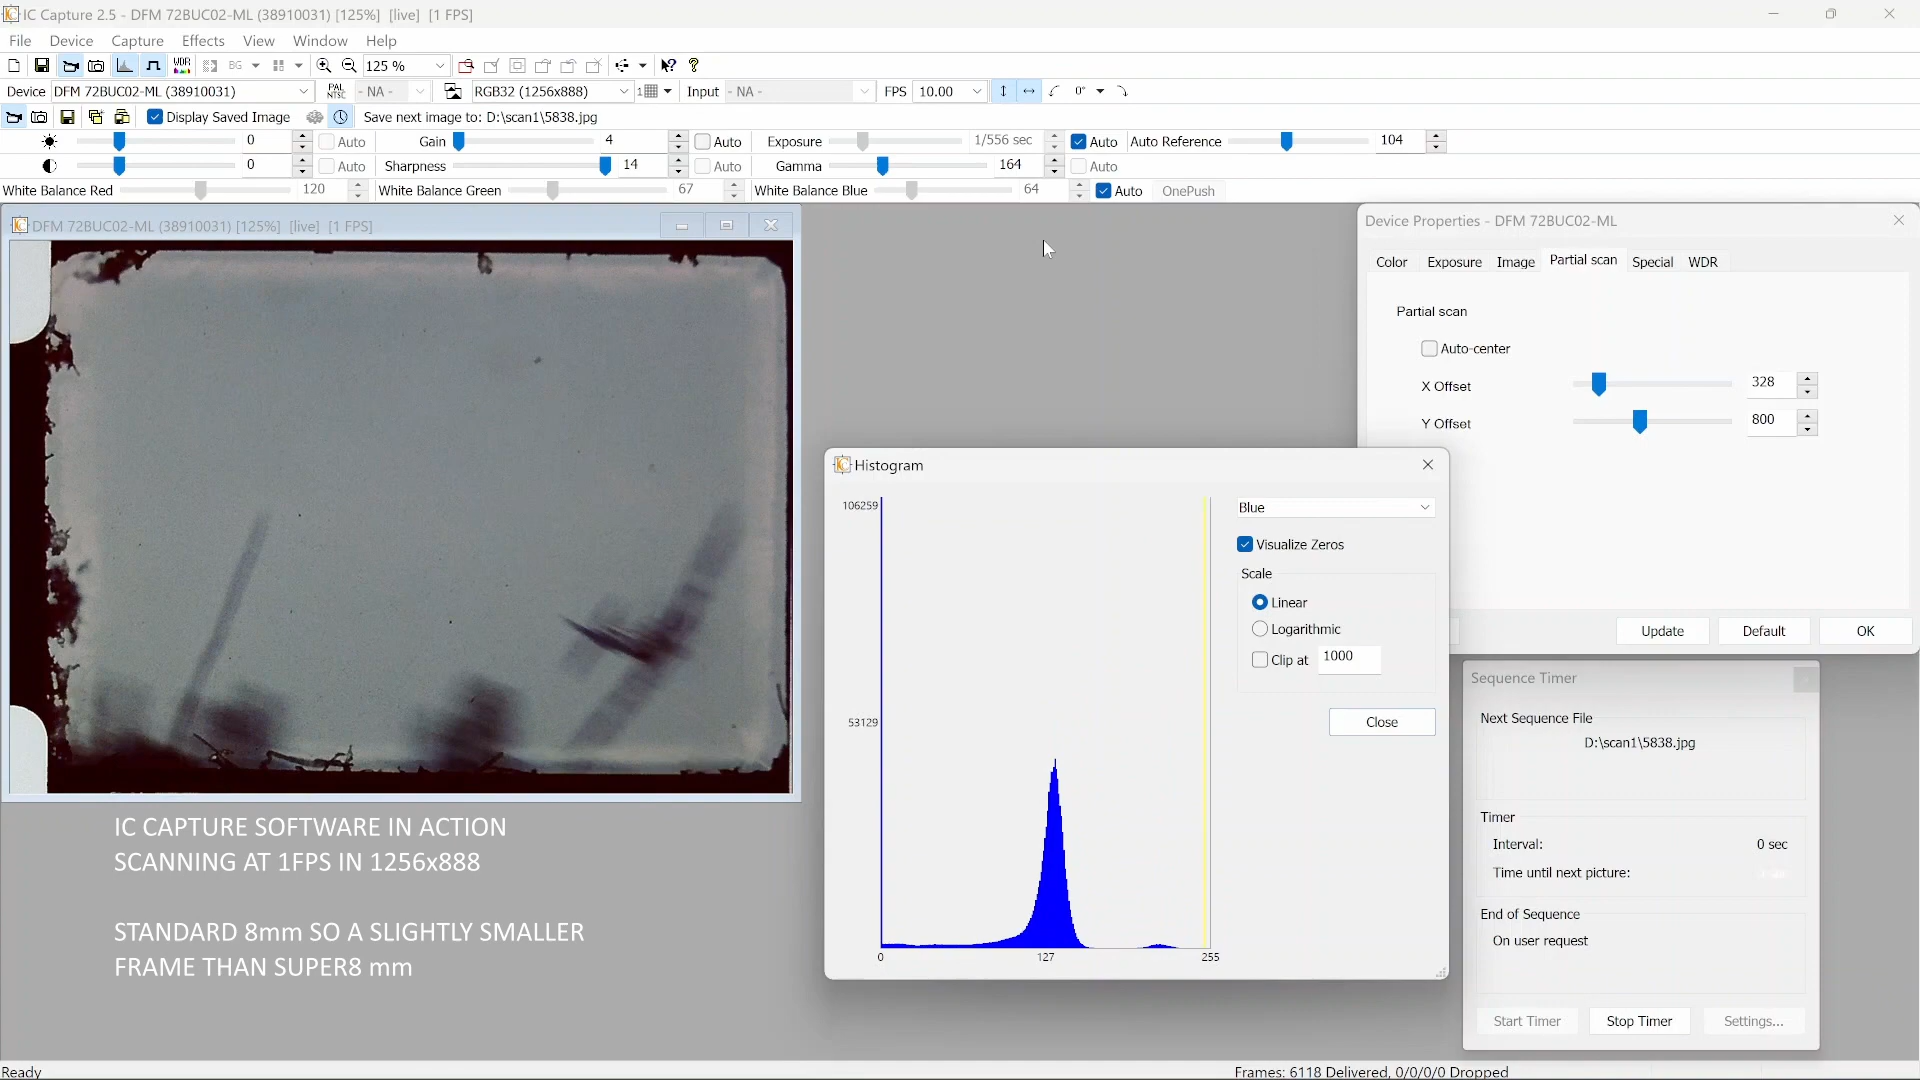 IC Capture 2.5 - DFM 72BUC02-ML (38910031) [125%]  [live]  [1 FPS]
File Device Capture Effects View Window Help
WDR BG 125 %
Device DFM 72BUC02-ML (38910031) PAL NTSC - NA - RGB32 (1256x888) 1 Input - NA - FPS 10.00 0°
Display Saved Image Save next image to: D:\scan1\5838.jpg
0 Auto Gain 4 Auto Exposure 1/556 sec Auto Auto Reference 104
0 Auto Sharpness 14 Auto Gamma 164 Auto
White Balance Red 120 White Balance Green 67 White Balance Blue 64 Auto OnePush
DFM 72BUC02-ML (38910031) [125%]  [live]  [1 FPS]
IC CAPTURE SOFTWARE IN ACTION
SCANNING AT 1FPS IN 1256x888
STANDARD 8mm SO A SLIGHTLY SMALLER
FRAME THAN SUPER8 mm
Device Properties - DFM 72BUC02-ML
Color Exposure Image Partial scan Special WDR
Partial scan
Auto-center
X Offset 328
Y Offset 800
Update Default OK
Histogram
106259
53129
0 127 255
Blue
Visualize Zeros
Scale
Linear
Logarithmic
Clip at 1000
Close
Sequence Timer
Next Sequence File
D:\scan1\5838.jpg
Timer
Interval: 0 sec
Time until next picture:
End of Sequence
On user request
Start Timer Stop Timer Settings...
Ready
Frames: 6118 Delivered, 0/0/0/0 Dropped